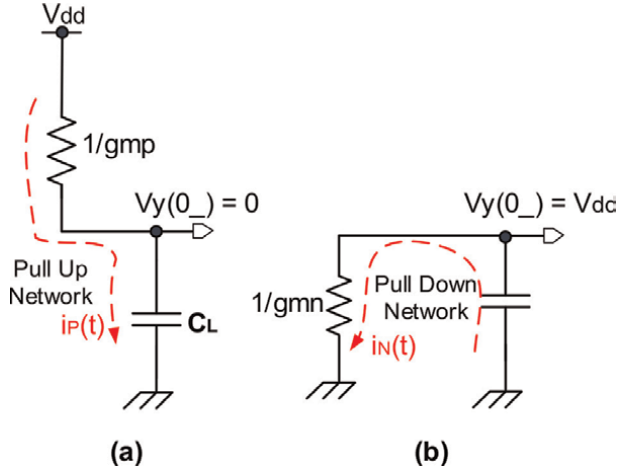 Vdd
1/gmp
Vy(0_) = 0
Pull Up
Network
iP(t)
CL
(a)
Vy(0_) = Vdc
1/gmn
Pull Down
Network
iN(t)
(b)